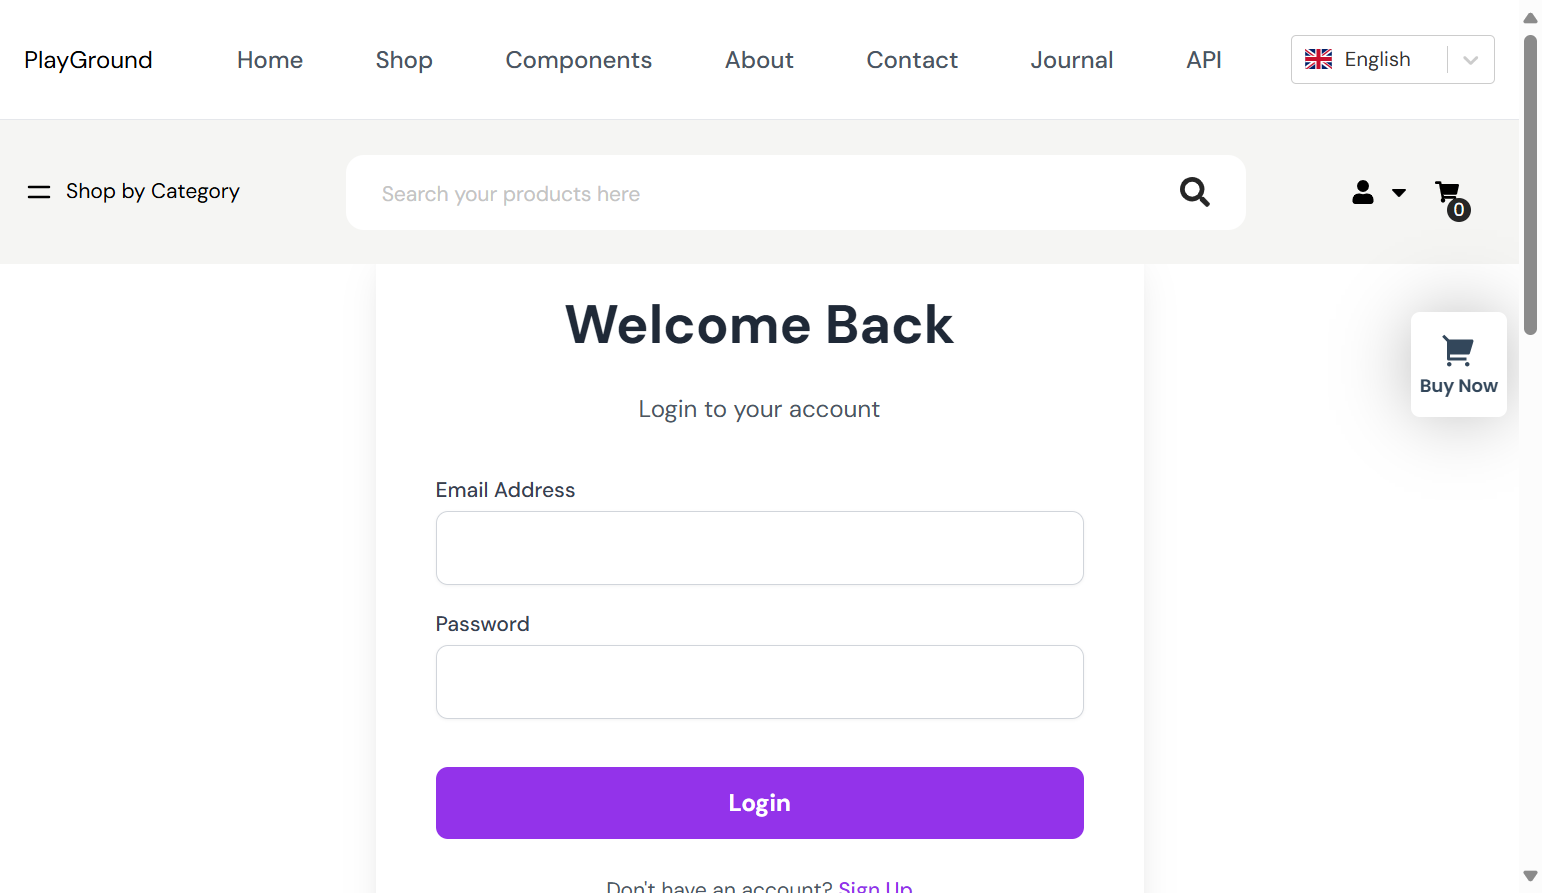 PlayGround Home Shop Components About Contact Journal API English
Shop by Category Search your products here 0
Welcome Back
Buy Now
Login to your account
Email Address
Password
Login
Don't have an account? Sign Up